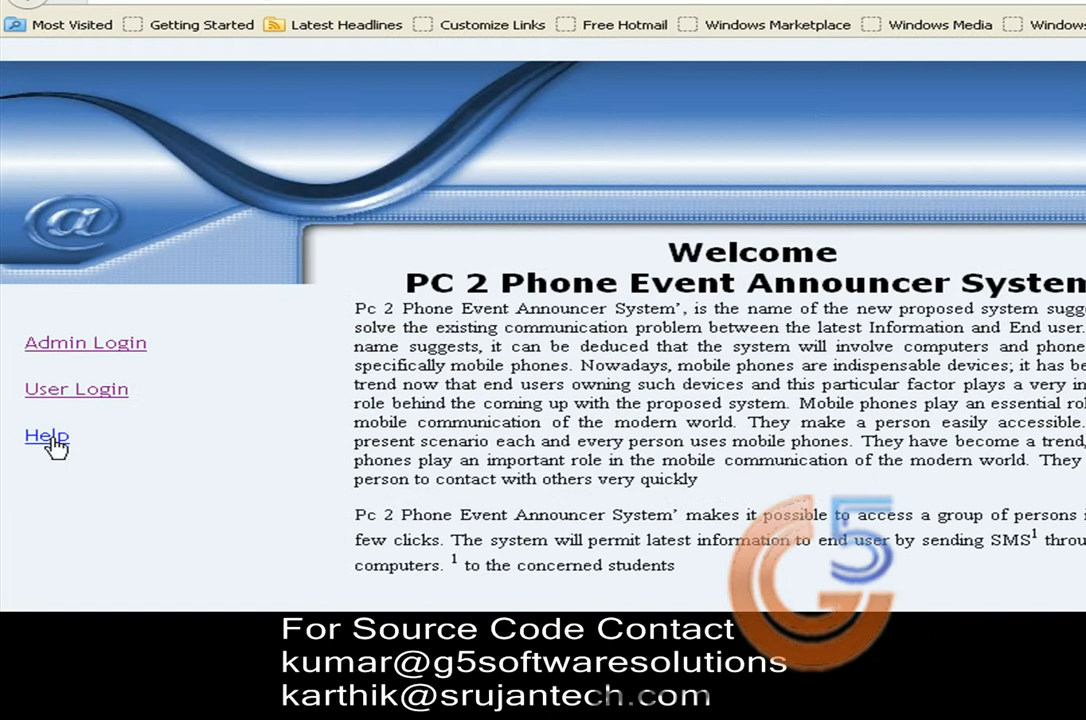 Most Visited Getting Started Latest Headlines Customize Links Free Hotmail Windows Marketplace Windows Media
@
Welcome
PC 2 Phone Event Announcer System
Admin Login
User Login
Help
Pc 2 Phone Event Announcer System’, is the name of the new proposed system
solve the existing communication problem between the latest Information and End user.
name suggests, it can be deduced that the system will involve computers and
specifically mobile phones. Nowadays, mobile phones are indispensable devices; it has
trend now that end users owning such devices and this particular factor plays a very
role behind the coming up with the proposed system. Mobile phones play an essential
mobile communication of the modern world. They make a person easily accessible.
present scenario each and every person uses mobile phones. They have become a trend,
phones play an important role in the mobile communication of the modern world. They
person to contact with others very quickly
Pc 2 Phone Event Announcer System’ makes it possible to access a group of persons
few clicks. The system will permit latest information to end user by sending SMS¹
computers. ¹ to the concerned students
G5
For Source Code Contact
kumar@g5softwaresolutions
karthik@srujantech.com